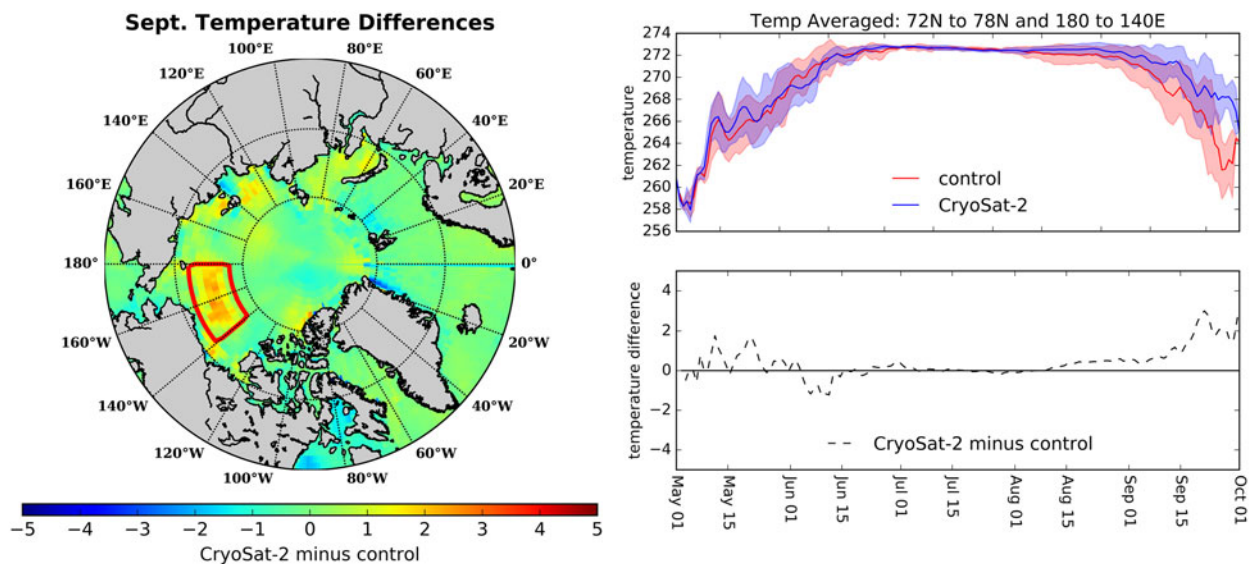 Sept. Temperature Differences
100°E
80°E
120°E
60°E
140°E
40°E
160°E
20°E
180°
0°
160°W
20°W
140°W
40°W
120°W
60°W
100°W
80°W
−5 −4 −3 −2 −1 0 1 2 3 4 5
CryoSat-2 minus control
Temp Averaged: 72N to 78N and 180 to 140E
274
272
270
268
266
264
262
260
258
256
temperature
control
CryoSat-2
4
2
0
−2
−4
temperature difference
CryoSat-2 minus control
May 01
May 15
Jun 01
Jun 15
Jul 01
Jul 15
Aug 01
Aug 15
Sep 01
Sep 15
Oct 01